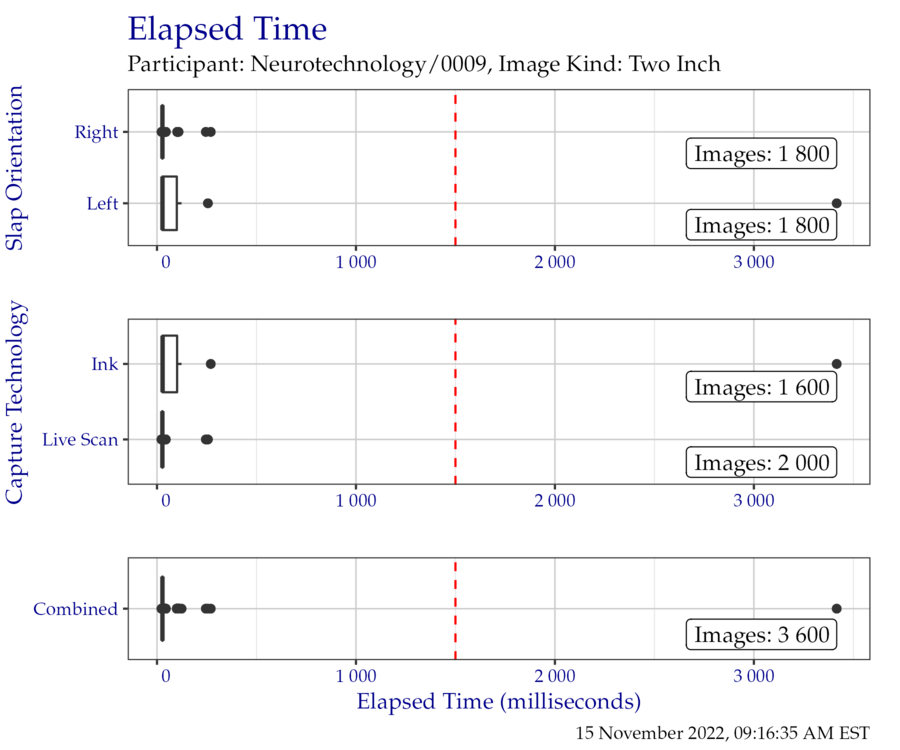 Elapsed Time
Participant: Neurotechnology/0009, Image Kind: Two Inch
Slap Orientation
Right
Images: 1 800
Left
Images: 1 800
0 1 000 2 000 3 000
Capture Technology
Ink
Images: 1 600
Live Scan
Images: 2 000
0 1 000 2 000 3 000
Combined
Images: 3 600
0 1 000 2 000 3 000
Elapsed Time (milliseconds)
15 November 2022, 09:16:35 AM EST